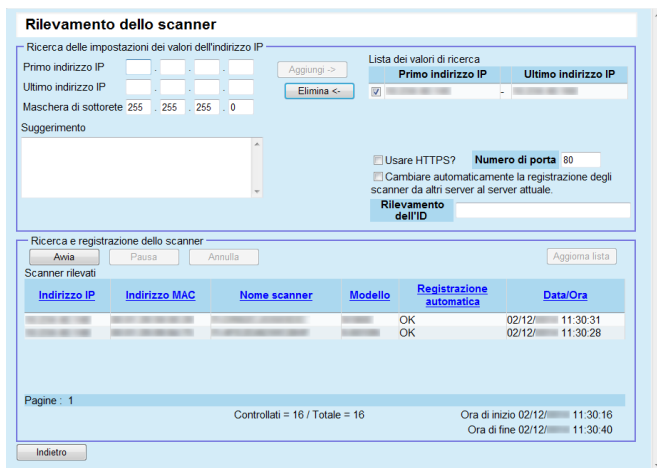 Rilevamento dello scanner
Ricerca delle impostazioni dei valori dell'indirizzo IP
Primo indirizzo IP . . .
Ultimo indirizzo IP . . .
Maschera di sottorete 255 . 255 . 255 . 0
Suggerimento
Aggiungi ->
Elimina <-
Lista dei valori di ricerca
Primo indirizzo IP Ultimo indirizzo IP
-
Usare HTTPS? Numero di porta 80
Cambiare automaticamente la registrazione degli
scanner da altri server al server attuale.
Rilevamento
dell'ID
Ricerca e registrazione dello scanner
Avvia Pausa Annulla Aggiorna lista
Scanner rilevati
Indirizzo IP Indirizzo MAC Nome scanner Modello Registrazione automatica Data/Ora
OK 02/12/ 11:30:31
OK 02/12/ 11:30:28
Pagine : 1
Controllati = 16 / Totale = 16 Ora di inizio 02/12/ 11:30:16
Ora di fine 02/12/ 11:30:40
Indietro